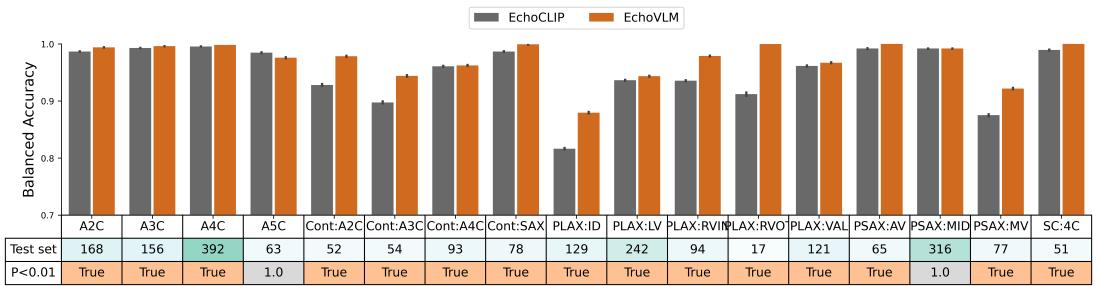 EchoCLIP EchoVLM
1.0
0.9
0.8
0.7
Balanced Accuracy
A2C A3C A4C A5C Cont:A2C Cont:A3C Cont:A4C Cont:SAX PLAX:ID PLAX:LV PLAX:RVIN PLAX:RVO PLAX:VAL PSAX:AV PSAX:MID PSAX:MV SC:4C
Test set 168 156 392 63 52 54 93 78 129 242 94 17 121 65 316 77 51
P<0.01 True True True 1.0 True True True True True True True True True True 1.0 True True